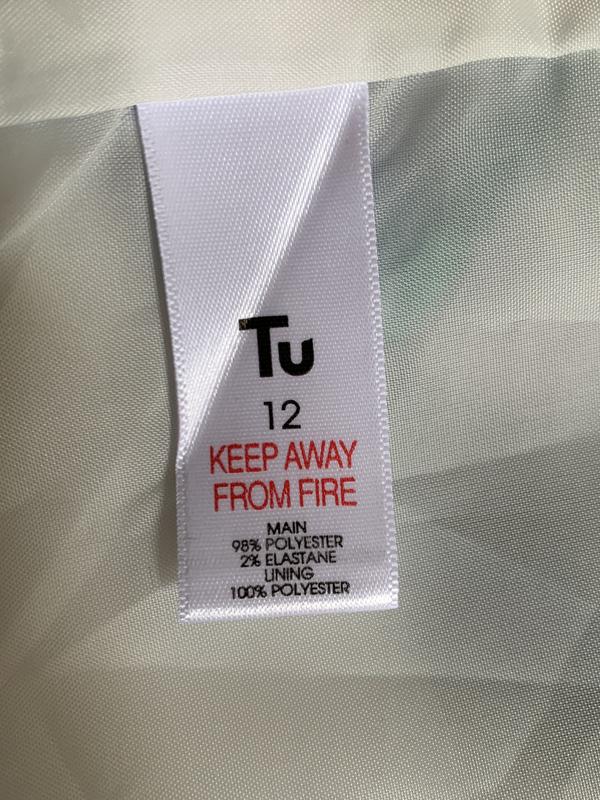 Tu
12
KEEP AWAY
FROM FIRE
MAIN
98% POLYESTER
2% ELASTANE
LINING
100% POLYESTER